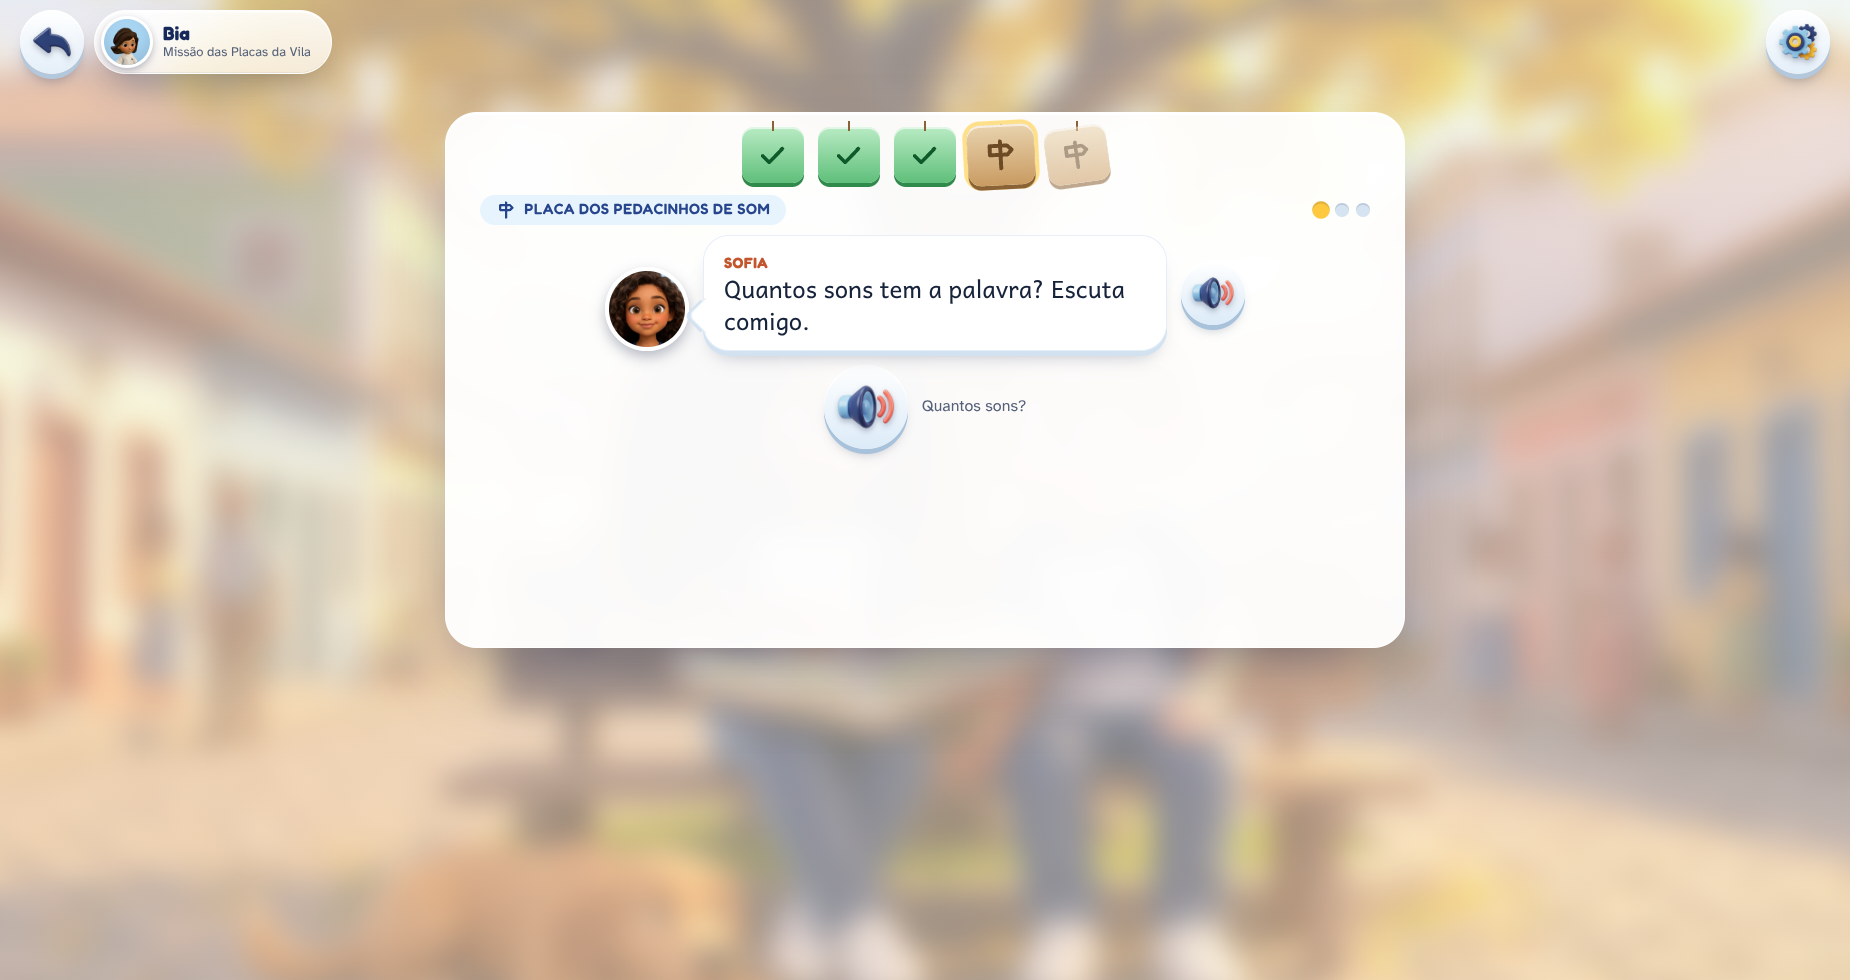 Bia
Missão das Placas da Vila
PLACA DOS PEDACINHOS DE SOM
SOFIA
Quantos sons tem a palavra? Escuta
comigo.
Quantos sons?